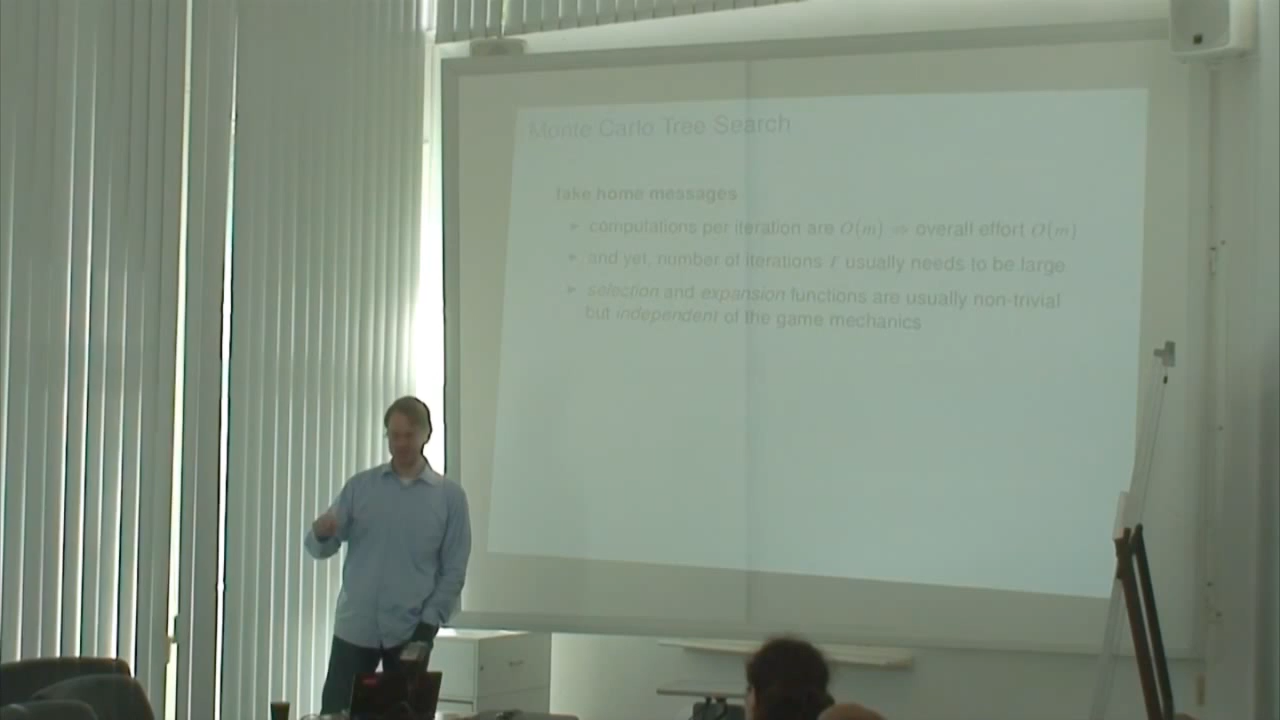 Monte Carlo Tree Search
take home messages
▸ computations per iteration are O(m) ⇒ overall effort O(m)
▸ and yet, number of iterations r usually needs to be large
▸ selection and expansion functions are usually non-trivial
but independent of the game mechanics